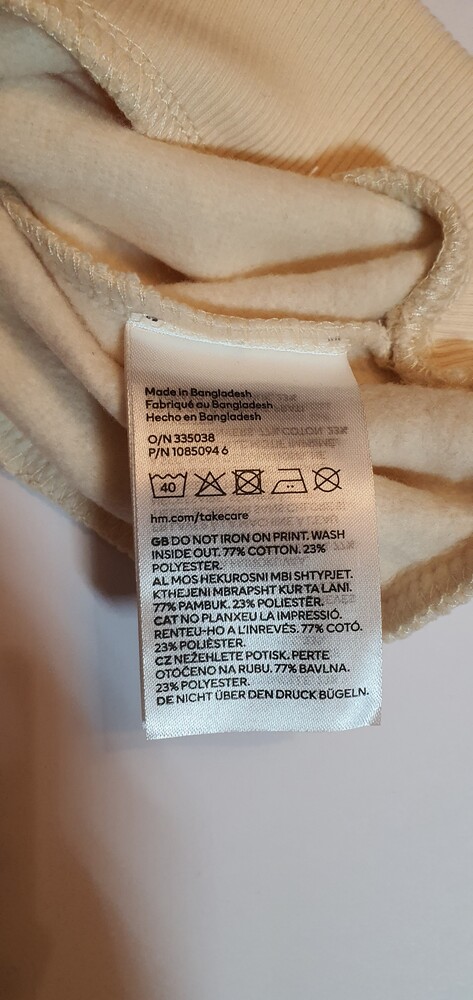 Made in Bangladesh
Fabriqué au Bangladesh
Hecho en Bangladesh
O/N 335038
P/N 1085094 6
40
hm.com/takecare
GB DO NOT IRON ON PRINT. WASH
INSIDE OUT. 77% COTTON. 23%
POLYESTER.
AL MOS HEKUROSNI MBI SHTYPJET.
KTHEJENI MBRAPSHT KUR TA LANI.
77% PAMBUK. 23% POLIESTËR.
CAT NO PLANXEU LA IMPRESSIÓ.
RENTEU-HO A L'INREVÉS. 77% COTÓ.
23% POLIÈSTER.
CZ NEŽEHLETE POTISK. PERTE
OTOČENO NA RUBU. 77% BAVLNA.
23% POLYESTER.
DE NICHT ÜBER DEN DRUCK BÜGELN.